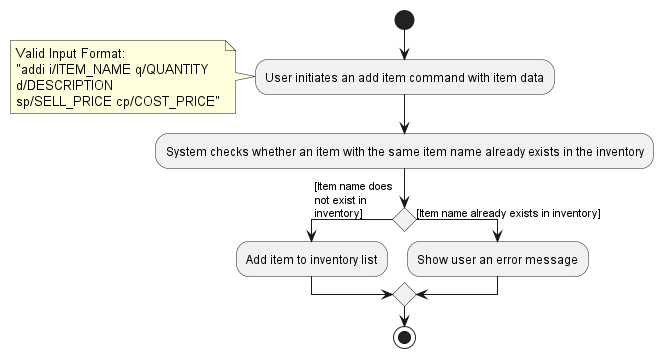 Valid Input Format:
"addi i/ITEM_NAME q/QUANTITY
d/DESCRIPTION
sp/SELL_PRICE cp/COST_PRICE"
User initiates an add item command with item data
System checks whether an item with the same item name already exists in the inventory
[Item name does
not exist in
inventory]
[Item name already exists in inventory]
Add item to inventory list
Show user an error message